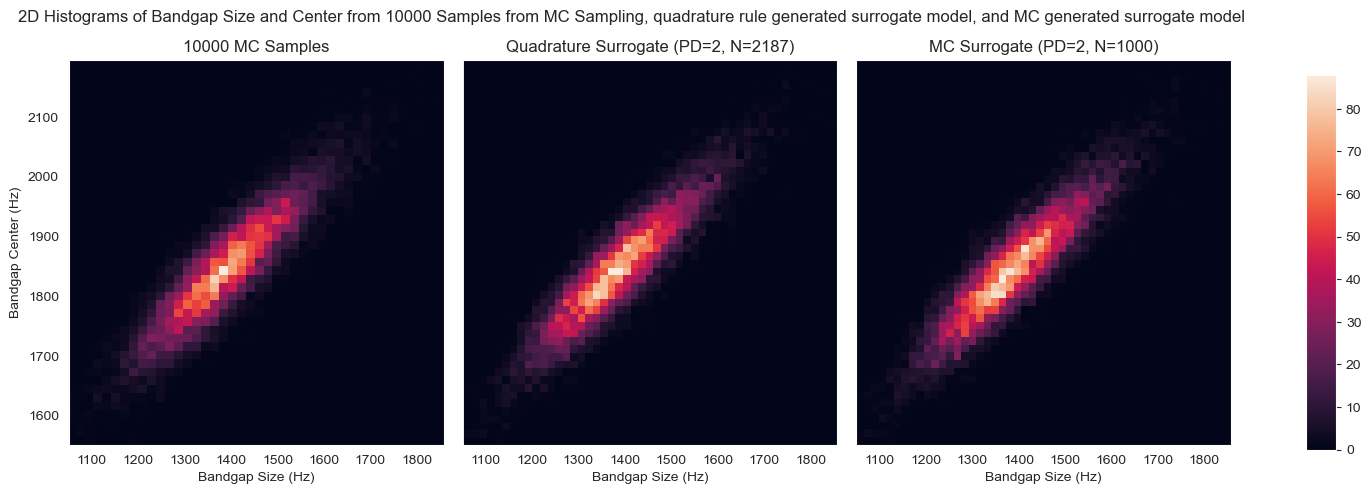 2D Histograms of Bandgap Size and Center from 10000 Samples from MC Sampling, quadrature rule generated surrogate model, and MC generated surrogate model
10000 MC Samples
Quadrature Surrogate (PD=2, N=2187)
MC Surrogate (PD=2, N=1000)
Bandgap Center (Hz)
2100
2000
1900
1800
1700
1600
1100 1200 1300 1400 1500 1600 1700 1800
Bandgap Size (Hz)
1100 1200 1300 1400 1500 1600 1700 1800
Bandgap Size (Hz)
1100 1200 1300 1400 1500 1600 1700 1800
Bandgap Size (Hz)
80
70
60
50
40
30
20
10
0